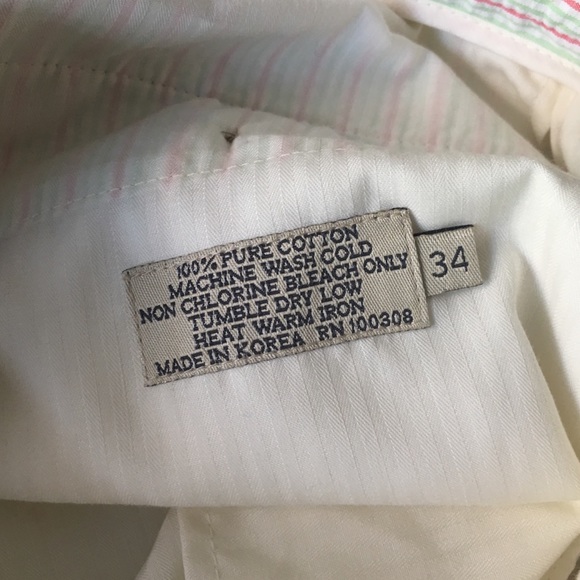 100% PURE COTTON
MACHINE WASH COLD
NON CHLORINE BLEACH ONLY
TUMBLE DRY LOW
HEAT WARM IRON
MADE IN KOREA RN 100308
34